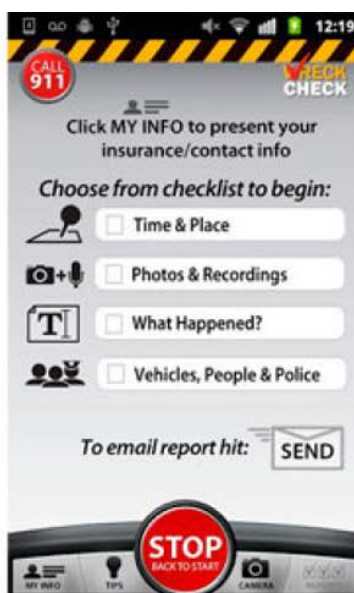 12:19
CALL
911
WRECK
CHECK
Click MY INFO to present your
insurance/contact info
Choose from checklist to begin:
Time & Place
Photos & Recordings
T
What Happened?
Vehicles, People & Police
To email report hit:
SEND
STOP
BACK TO START
MY INFO
TIPS
CAMERA